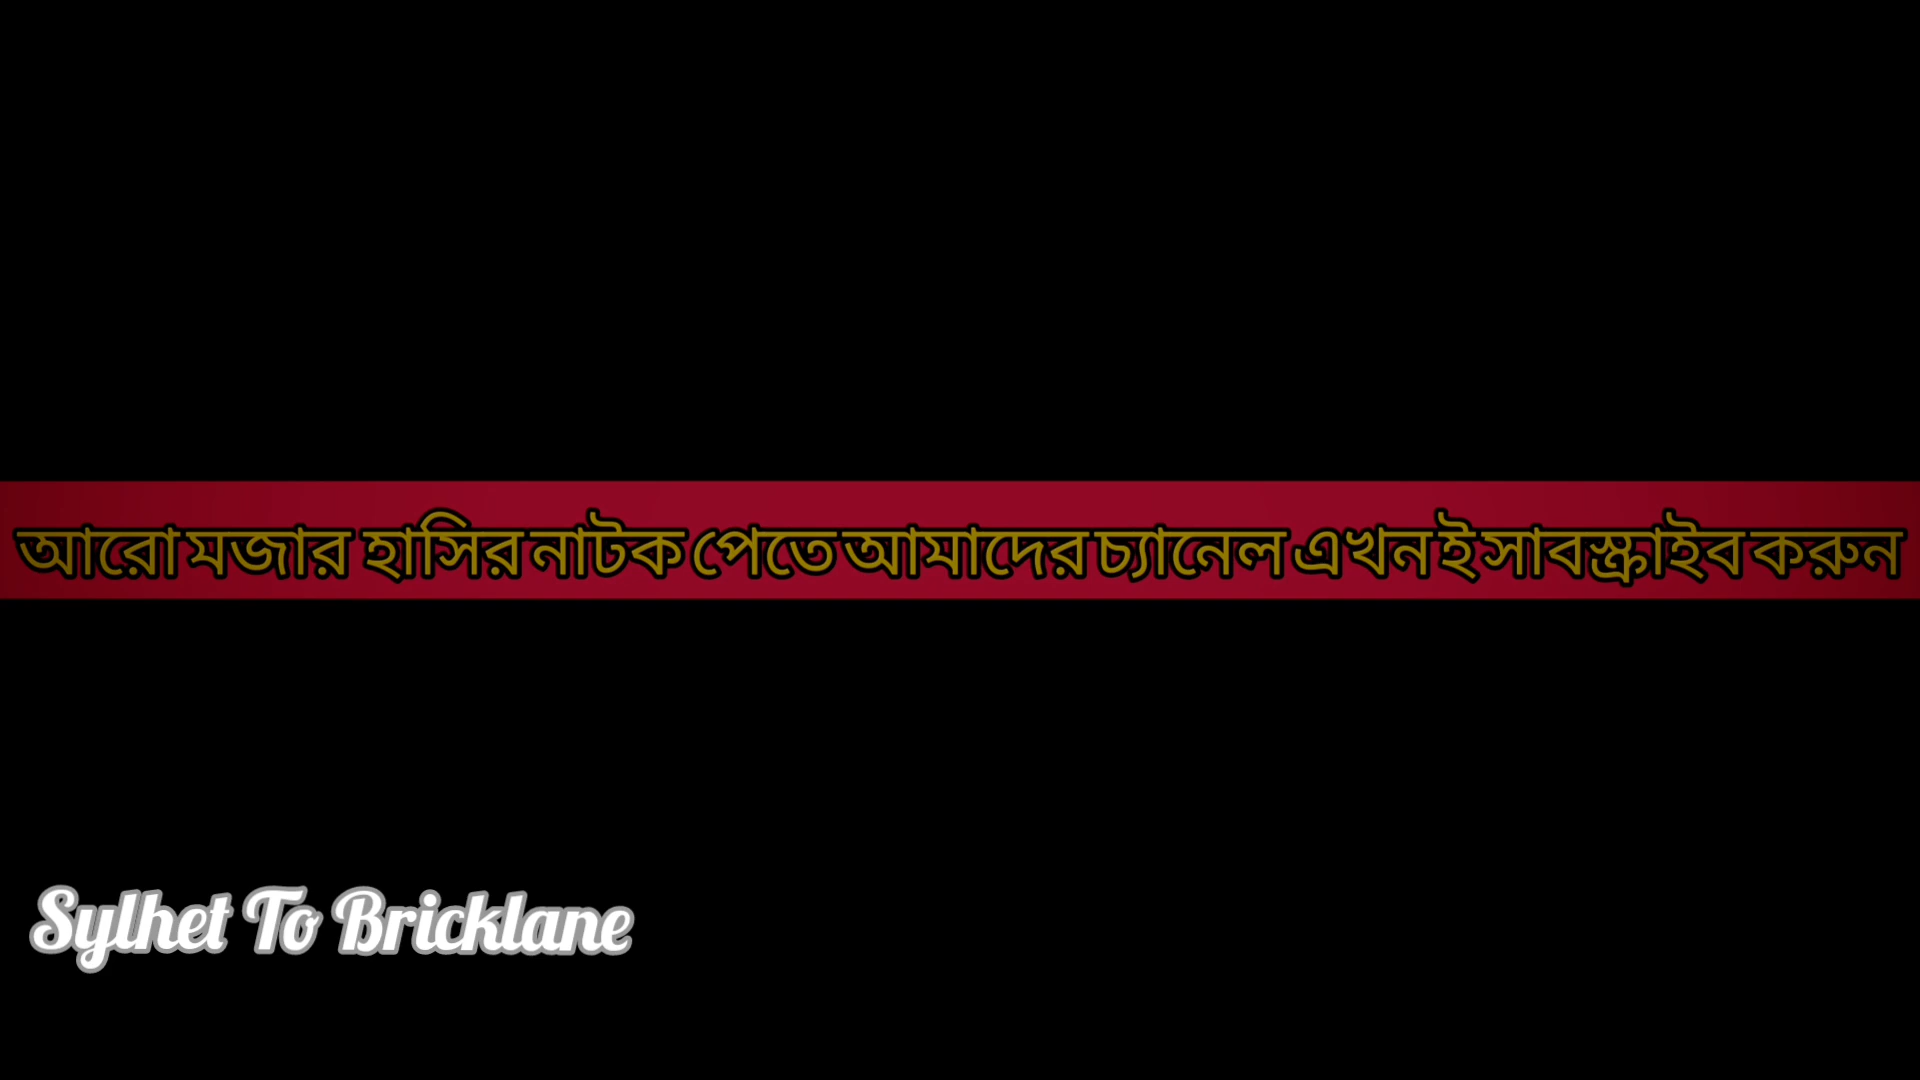 আরো মজার হাসির নাটক পেতে আমাদের চ্যানেল এখনই সাবস্ক্রাইব করুন
Sylhet To Bricklane